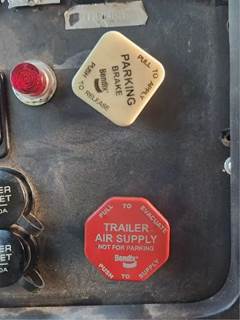 PULL TO APPLY
PARKING
BRAKE
Bendix
PUSH TO RELEASE
PULL TO EVACUATE
TRAILER
AIR SUPPLY
NOT FOR PARKING
Bendix
PUSH TO SUPPLY